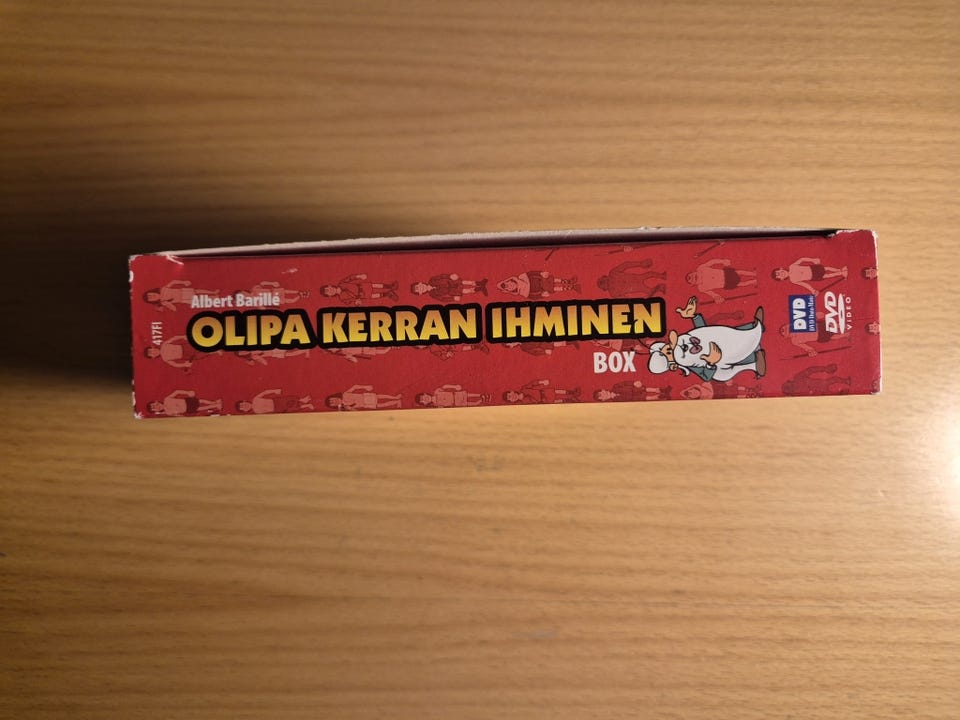 Albert Barillé
OLIPA KERRAN IHMINEN
BOX
417FI
DVD
DVD
VIDEO